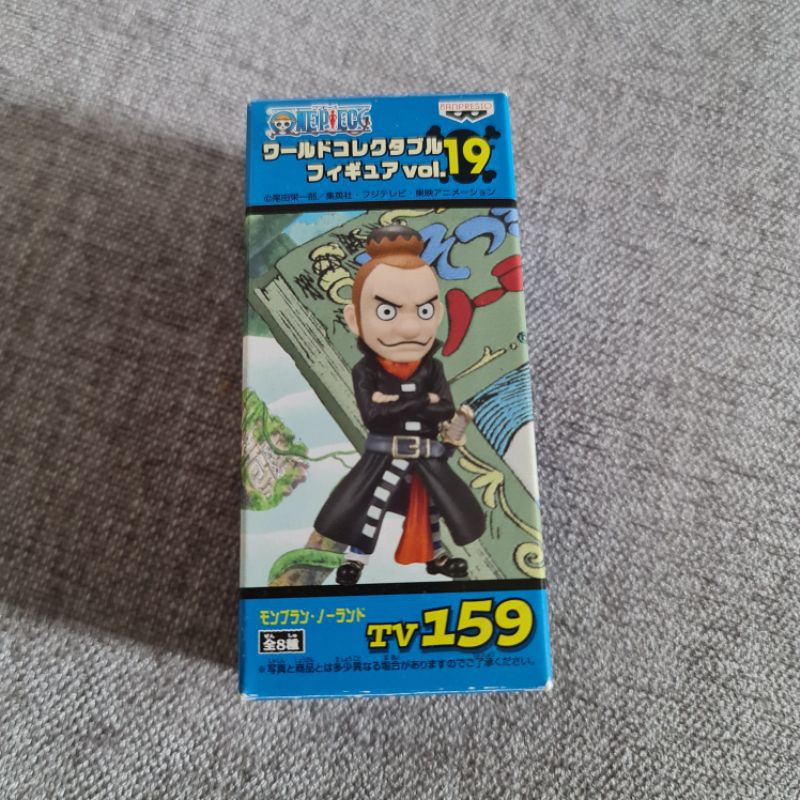 ONE PIECE
BANPRESTO
ワールドコレクタブル
フィギュア vol.19
©尾田栄一郎／集英社・フジテレビ・東映アニメーション
モンブラン・ノーランド
ぜん しゅ
全8種
TV159
※写真と商品とは多少異なる場合がありますのでご了承ください。